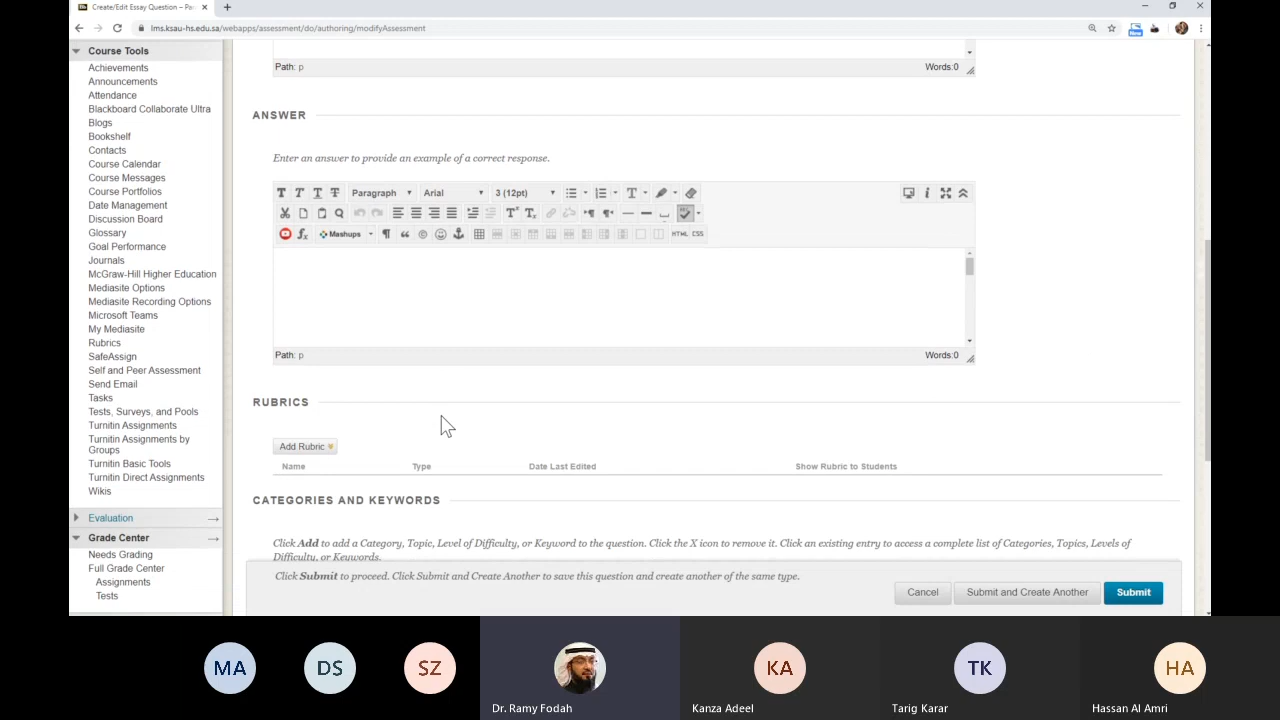 Create/Edit Essay Question – Pa
lms.ksau-hs.edu.sa/webapps/assessment/do/authoring/modifyAssessment
New
Course Tools
Achievements
Announcements
Attendance
Blackboard Collaborate Ultra
Blogs
Bookshelf
Contacts
Course Calendar
Course Messages
Course Portfolios
Date Management
Discussion Board
Glossary
Goal Performance
Journals
McGraw-Hill Higher Education
Mediasite Options
Mediasite Recording Options
Microsoft Teams
My Mediasite
Rubrics
SafeAssign
Self and Peer Assessment
Send Email
Tasks
Tests, Surveys, and Pools
Turnitin Assignments
Turnitin Assignments by
Groups
Turnitin Basic Tools
Turnitin Direct Assignments
Wikis
Evaluation
Grade Center
Needs Grading
Full Grade Center
Assignments
Tests
Path: p Words:0
ANSWER
Enter an answer to provide an example of a correct response.
T T T T Paragraph Arial 3 (12pt) T
T Tx
fx Mashups ¶ “ © HTML CSS
Path: p Words:0
RUBRICS
Add Rubric
Name Type Date Last Edited Show Rubric to Students
CATEGORIES AND KEYWORDS
Click Add to add a Category, Topic, Level of Difficulty, or Keyword to the question. Click the X icon to remove it. Click an existing entry to access a complete list of Categories, Topics, Levels of
Difficulty, or Keywords.
Click Submit to proceed. Click Submit and Create Another to save this question and create another of the same type.
Cancel Submit and Create Another Submit
MA DS SZ KA TK HA
Dr. Ramy Fodah Kanza Adeel Tarig Karar Hassan Al Amri